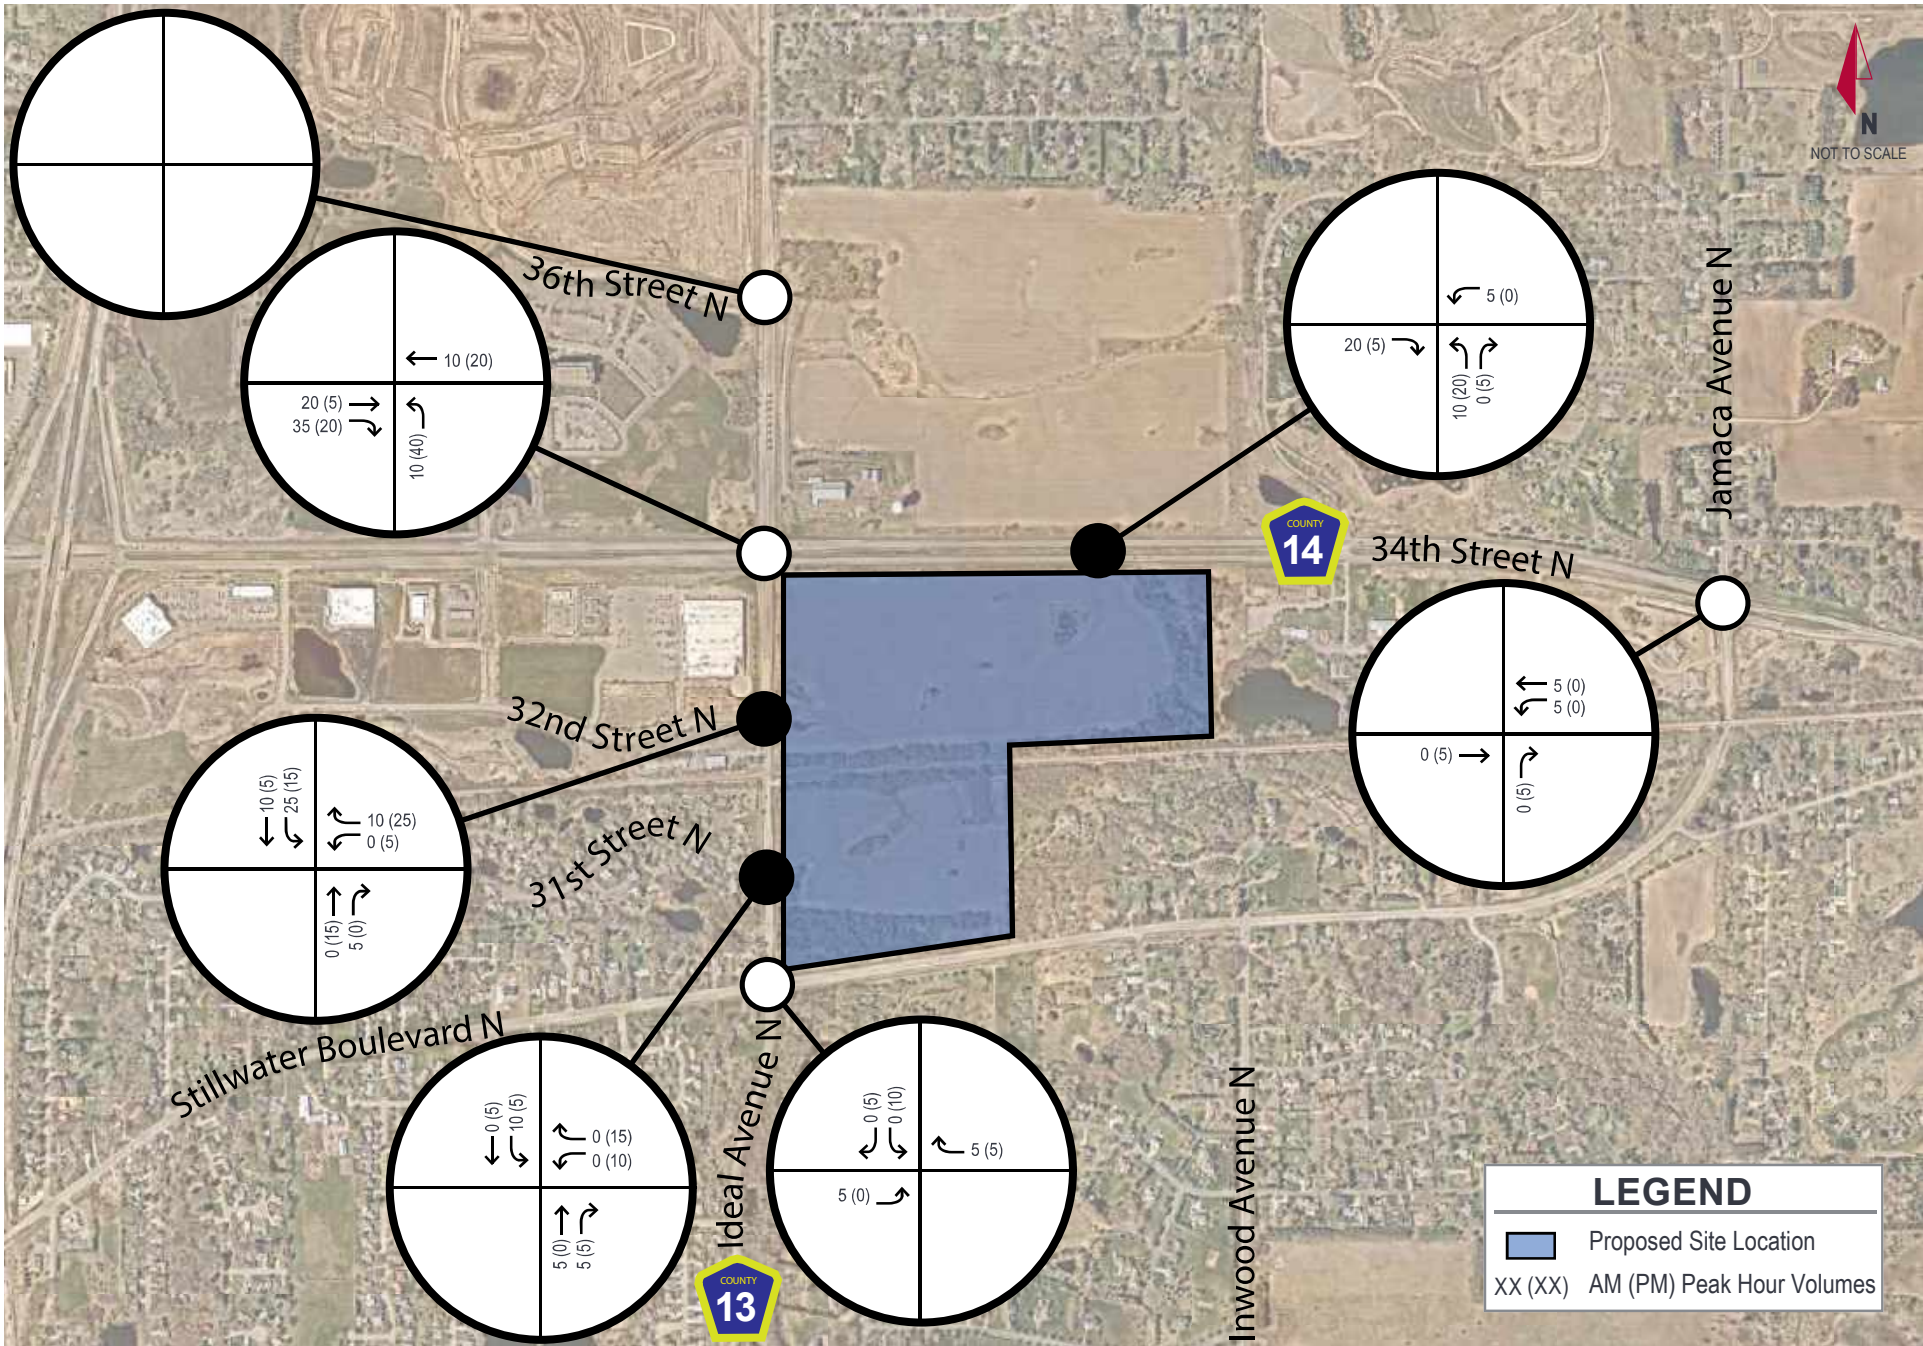 N
NOT TO SCALE
36th Street N
10 (20)
20 (5)
35 (20)
10 (40)
5 (0)
20 (5)
10 (20)
0 (5)
Jamaca Avenue N
COUNTY
14
34th Street N
5 (0)
5 (0)
0 (5)
0 (5)
32nd Street N
10 (5)
25 (15)
10 (25)
0 (5)
0 (15)
5 (0)
31st Street N
Stillwater Boulevard N
0 (5)
10 (5)
0 (15)
0 (10)
5 (0)
5 (5)
Ideal Avenue N
COUNTY
13
0 (5)
0 (10)
5 (5)
5 (0)
Inwood Avenue N
LEGEND
Proposed Site Location
XX (XX) AM (PM) Peak Hour Volumes